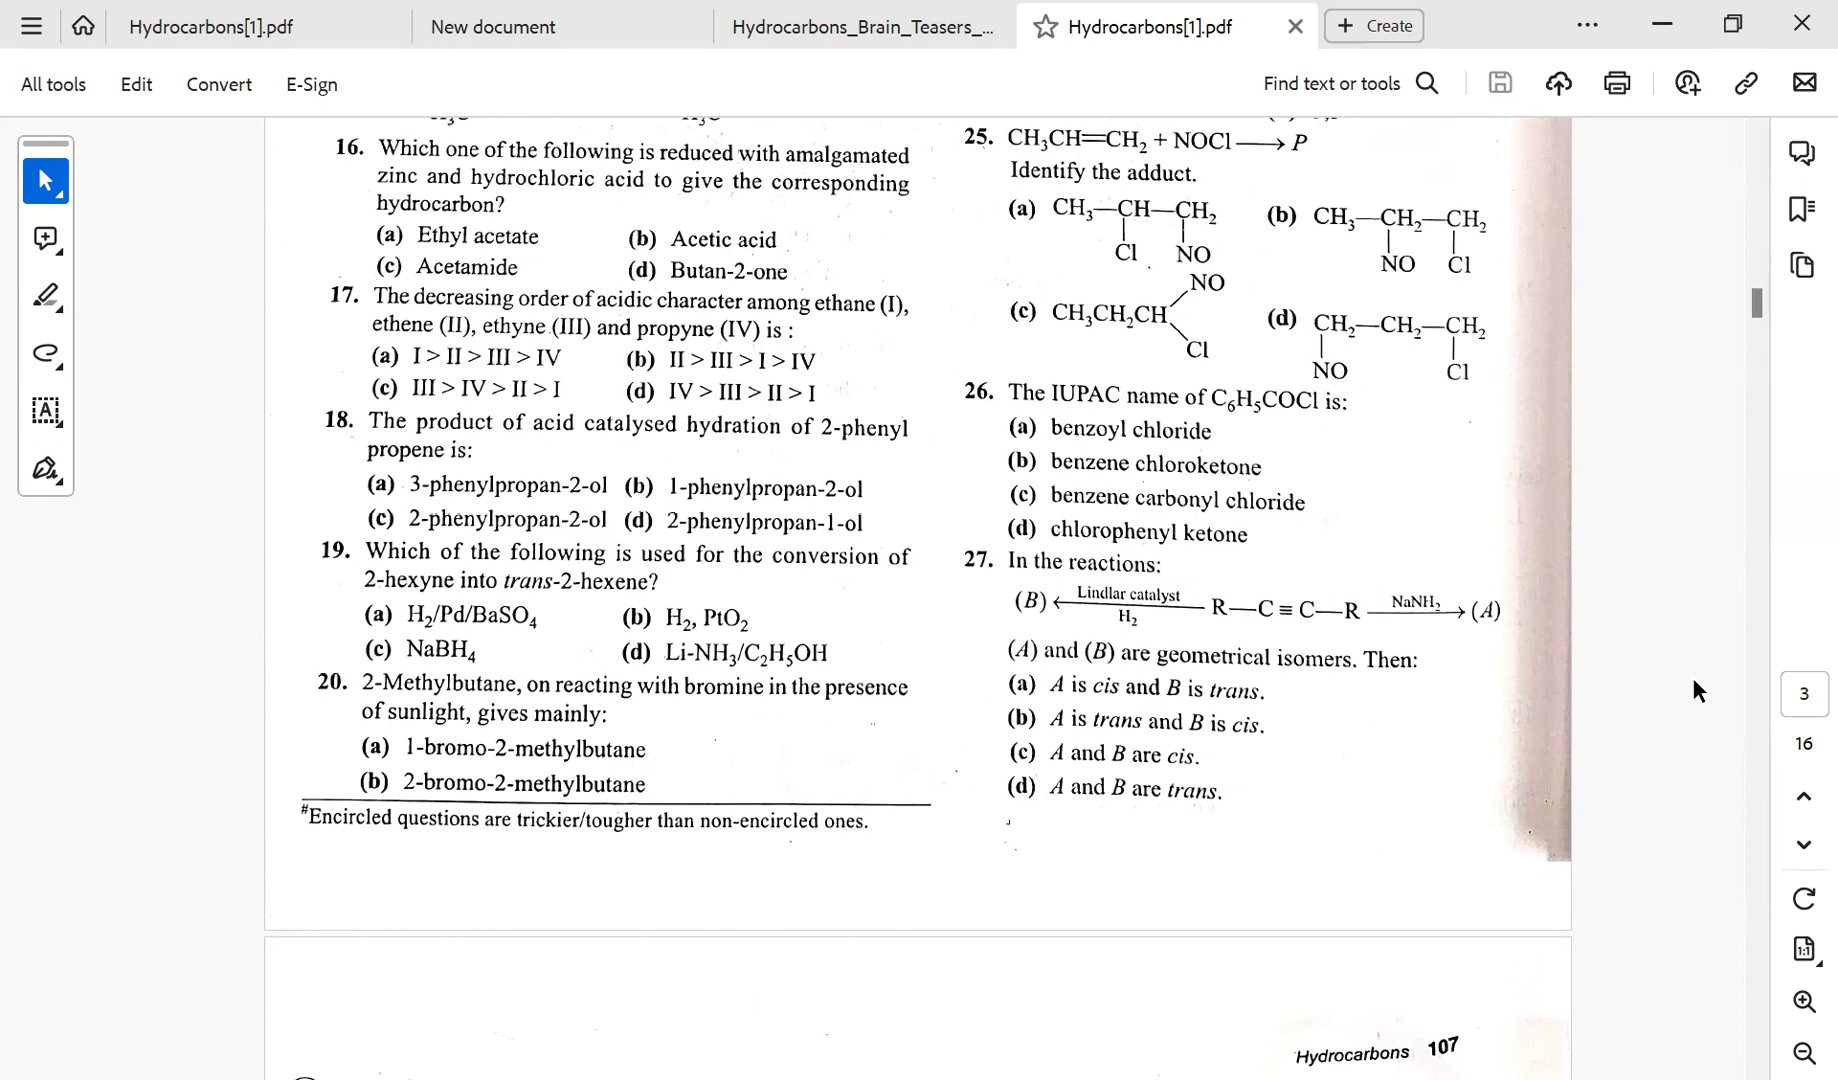 Hydrocarbons[1].pdf
New document
Hydrocarbons_Brain_Teasers_...
Hydrocarbons[1].pdf
Create
All tools
Edit
Convert
E-Sign
Find text or tools
16. Which one of the following is reduced with amalgamated
zinc and hydrochloric acid to give the corresponding
hydrocarbon?
(a) Ethyl acetate (b) Acetic acid
(c) Acetamide (d) Butan-2-one
17. The decreasing order of acidic character among ethane (I),
ethene (II), ethyne (III) and propyne (IV) is :
(a) I > II > III > IV (b) II > III > I > IV
(c) III > IV > II > I (d) IV > III > II > I
18. The product of acid catalysed hydration of 2-phenyl
propene is:
(a) 3-phenylpropan-2-ol (b) 1-phenylpropan-2-ol
(c) 2-phenylpropan-2-ol (d) 2-phenylpropan-1-ol
19. Which of the following is used for the conversion of
2-hexyne into trans-2-hexene?
(a) H₂/Pd/BaSO₄ (b) H₂, PtO₂
(c) NaBH₄ (d) Li-NH₃/C₂H₅OH
20. 2-Methylbutane, on reacting with bromine in the presence
of sunlight, gives mainly:
(a) 1-bromo-2-methylbutane
(b) 2-bromo-2-methylbutane
#Encircled questions are trickier/tougher than non-encircled ones.
25. CH₃CH=CH₂ + NOCl ⟶ P
Identify the adduct.
(a) CH₃—CH—CH₂ (b) CH₃—CH₂—CH₂
Cl NO NO Cl
NO
(c) CH₃CH₂CH (d) CH₂—CH₂—CH₂
Cl NO Cl
26. The IUPAC name of C₆H₅COCl is:
(a) benzoyl chloride
(b) benzene chloroketone
(c) benzene carbonyl chloride
(d) chlorophenyl ketone
27. In the reactions:
(B) ⟵ Lindlar catalyst H₂ R—C≡C—R NaNH₂ ⟶ (A)
(A) and (B) are geometrical isomers. Then:
(a) A is cis and B is trans.
(b) A is trans and B is cis.
(c) A and B are cis.
(d) A and B are trans.
Hydrocarbons 107
3
16